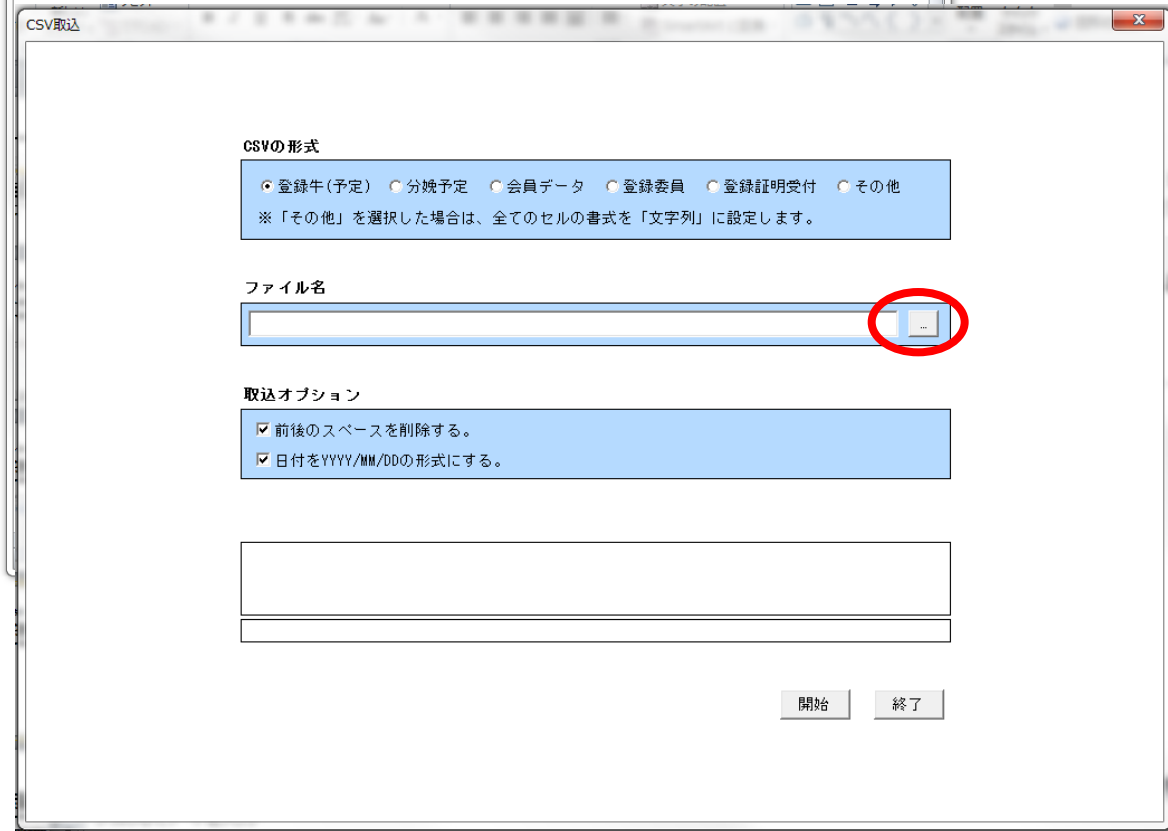 CSV取込
CSVの形式
登録牛(予定) 分娩予定 会員データ 登録委員 登録証明受付 その他
※「その他」を選択した場合は、全てのセルの書式を「文字列」に設定します。
ファイル名
...
取込オプション
前後のスペースを削除する。
日付をYYYY/MM/DDの形式にする。
開始 終了